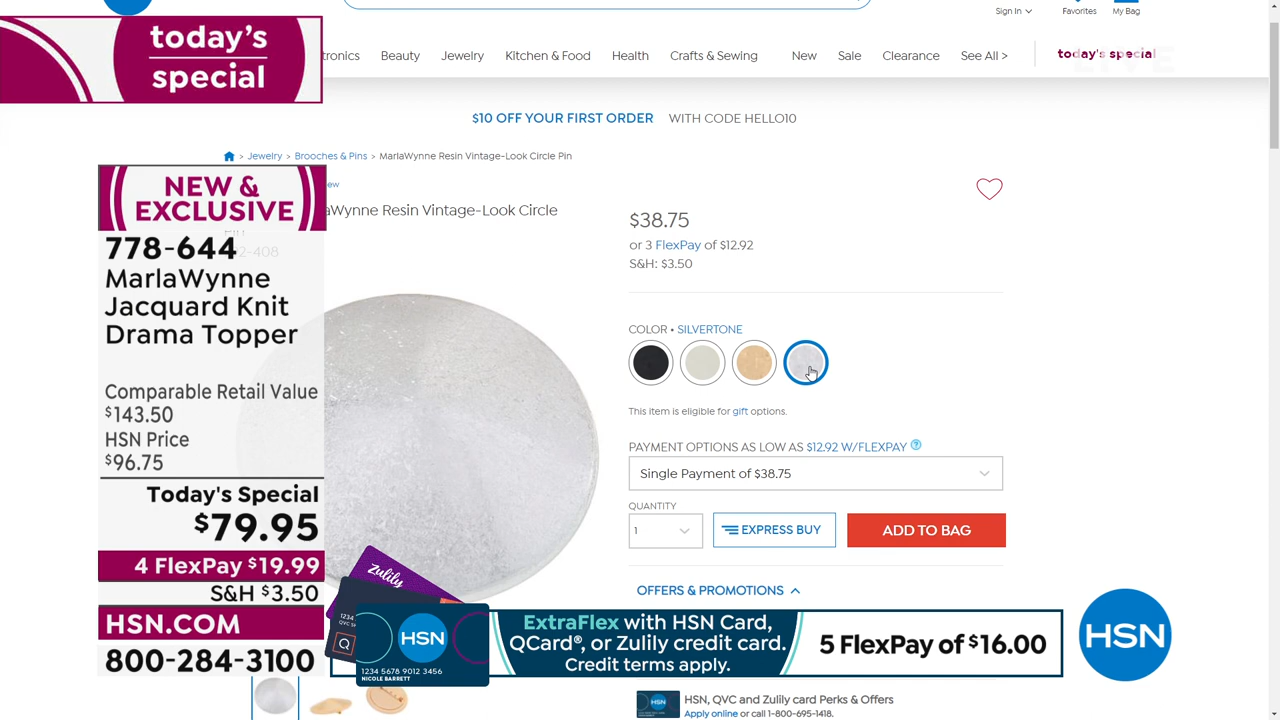 today's
special
Sign In
Favorites
My Bag
Beauty
Jewelry
Kitchen & Food
Health
Crafts & Sewing
New
Sale
Clearance
See All >
today's special
$10 OFF YOUR FIRST ORDER WITH CODE HELLO10
> Jewelry > Brooches & Pins > MarlaWynne Resin Vintage-Look Circle Pin
NEW &
EXCLUSIVE
778-644
MarlaWynne
Jacquard Knit
Drama Topper
Comparable Retail Value
$143.50
HSN Price
$96.75
Today's Special
$79.95
4 FlexPay $19.99
S&H $3.50
HSN.COM
800-284-3100
Wynne Resin Vintage-Look Circle
-408
$38.75
or 3 FlexPay of $12.92
S&H: $3.50
COLOR • SILVERTONE
This item is eligible for gift options.
PAYMENT OPTIONS AS LOW AS $12.92 W/FLEXPAY ?
Single Payment of $38.75
QUANTITY
1
EXPRESS BUY
ADD TO BAG
OFFERS & PROMOTIONS
Zulily
1234
Q
HSN
1234 5678 9012 3456
NICOLE BARRETT
ExtraFlex with HSN Card,
QCard®, or Zulily credit card.
Credit terms apply.
5 FlexPay of $16.00
HSN
HSN
HSN, QVC and Zulily card Perks & Offers
Apply online or call 1-800-695-1418.